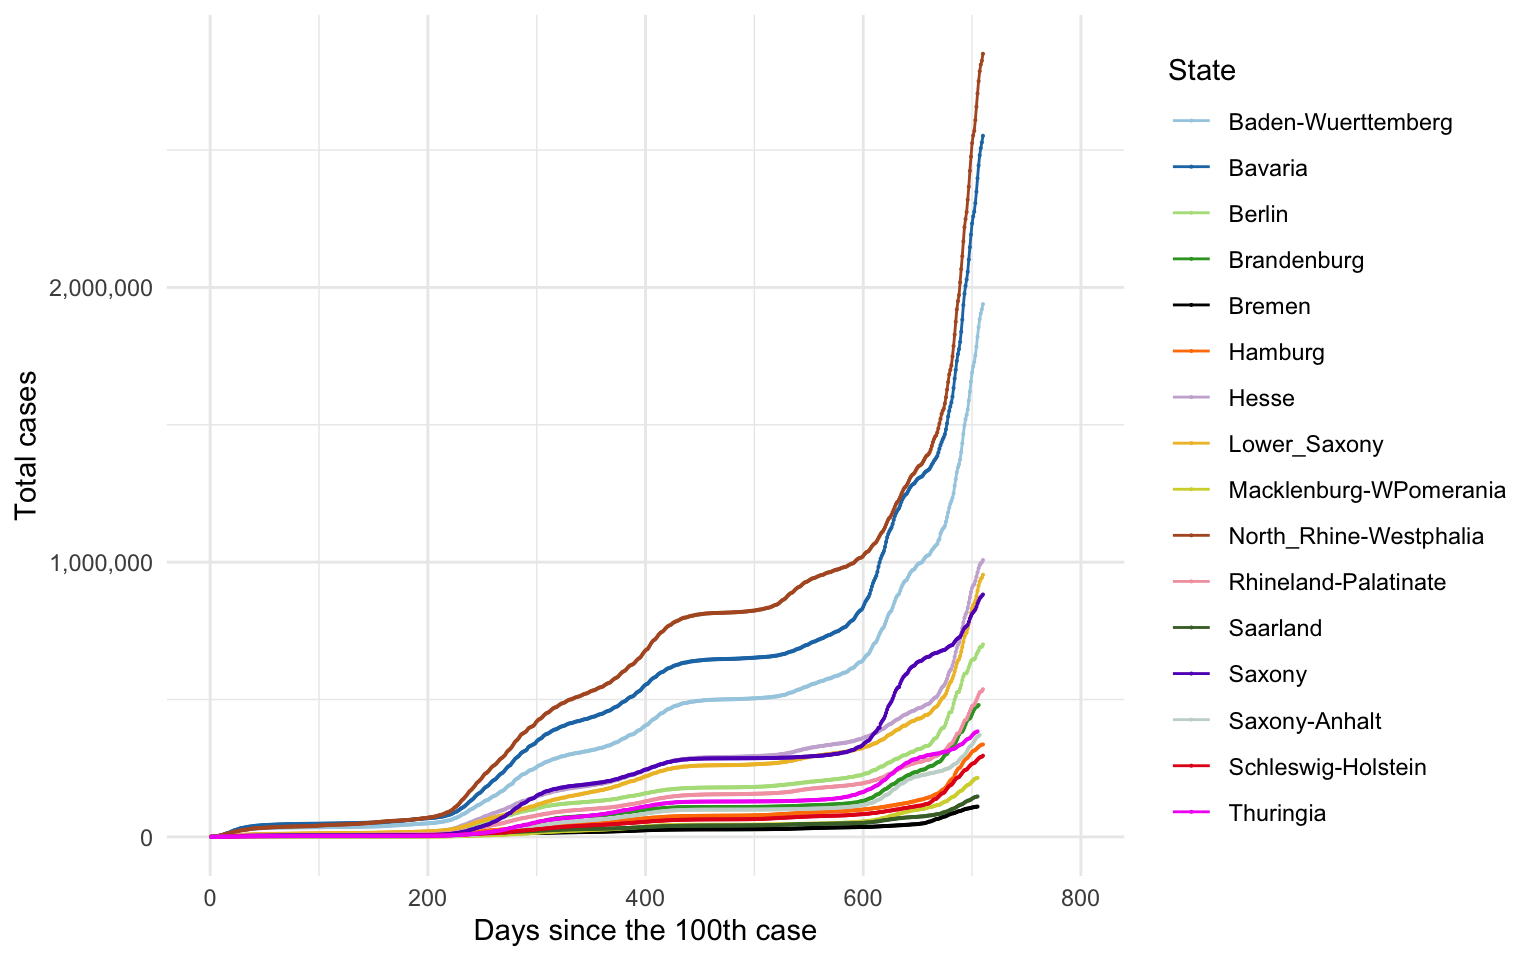 Total cases
2,000,000
1,000,000
0
0 200 400 600 800
Days since the 100th case
State
Baden-Wuerttemberg
Bavaria
Berlin
Brandenburg
Bremen
Hamburg
Hesse
Lower_Saxony
Macklenburg-WPomerania
North_Rhine-Westphalia
Rhineland-Palatinate
Saarland
Saxony
Saxony-Anhalt
Schleswig-Holstein
Thuringia